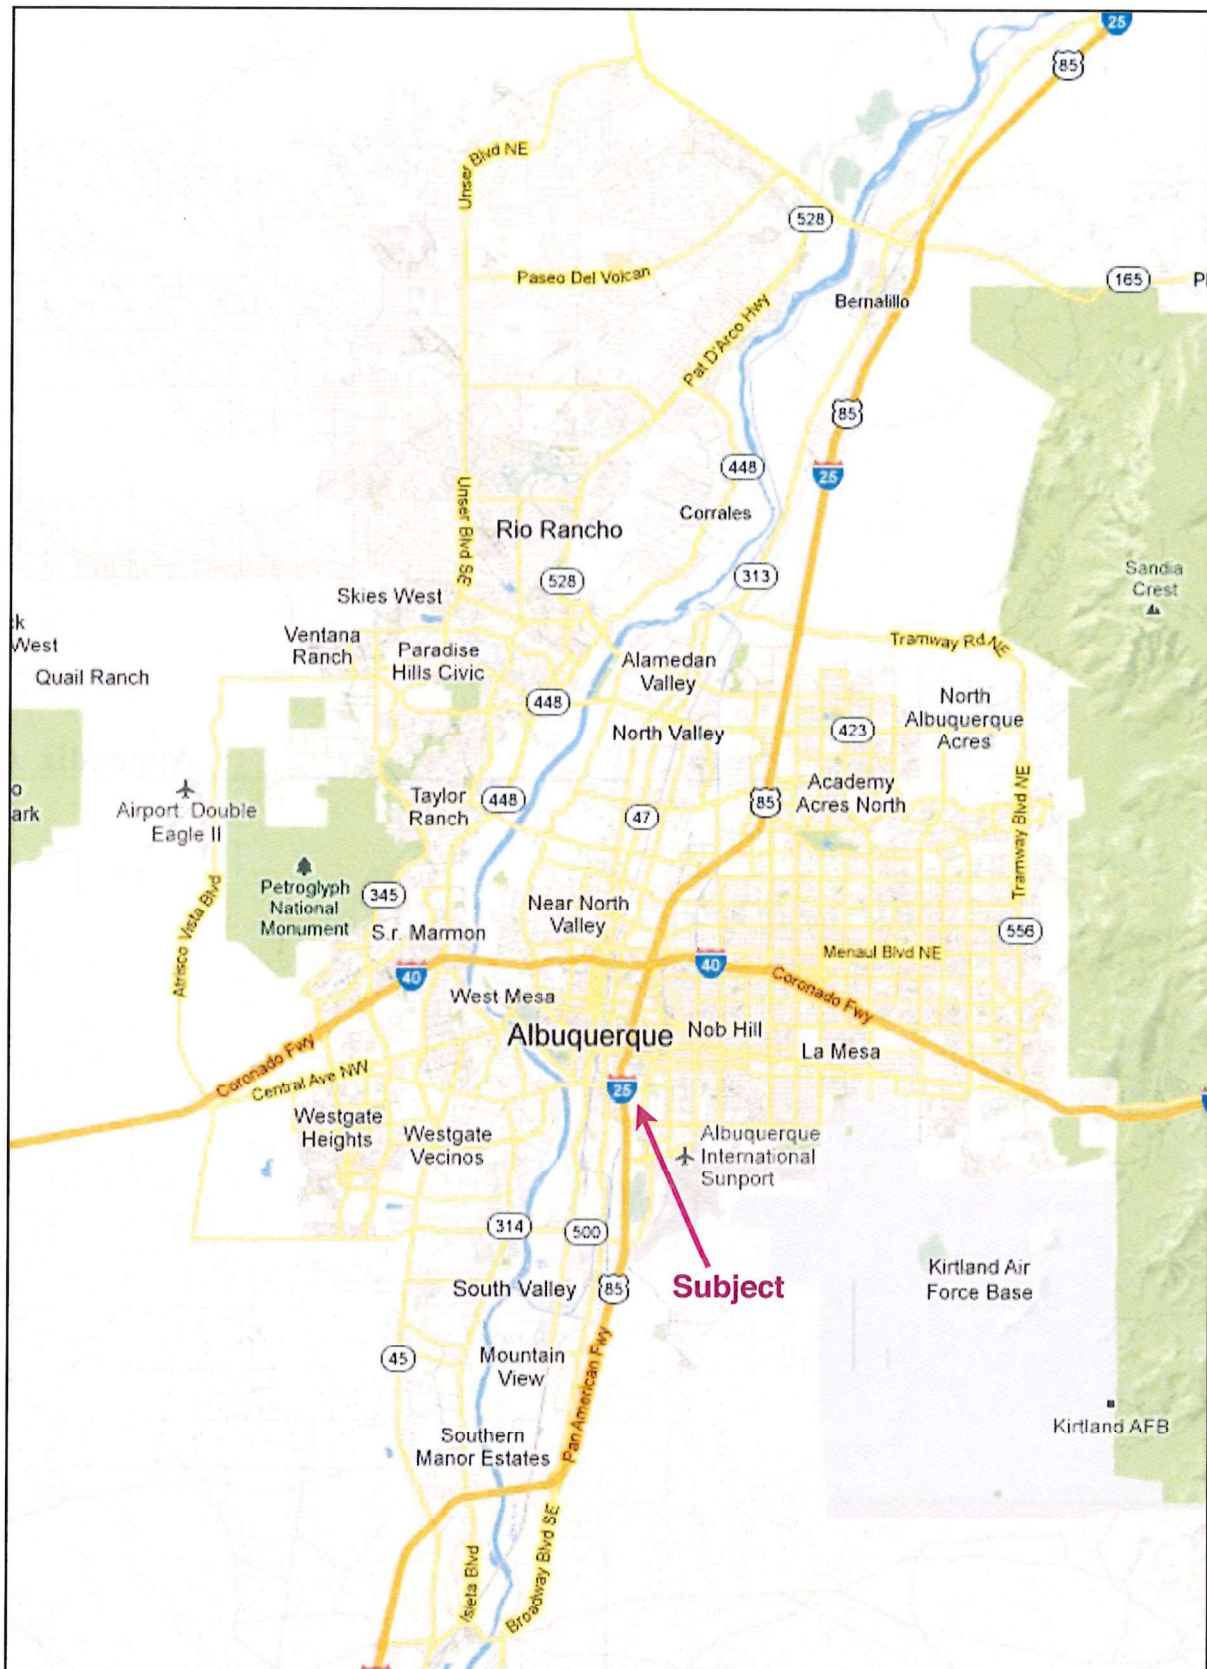 25
85
Unser Blvd NE
528
Paseo Del Volcan
165
Bernalillo
Pat D'Arco Hwy
85
448
25
Unser Blvd SE
Corrales
Rio Rancho
528
313
Sandia
Crest
Skies West
West
Ventana
Ranch
Paradise
Hills Civic
Tramway Rd NE
Alamedan
Valley
Quail Ranch
448
North
Albuquerque
Acres
North Valley
423
Airport: Double
Eagle II
Taylor
Ranch
448
Academy
Acres North
85
47
Tramway Blvd NE
Petroglyph
National
Monument
345
Atrisco Vista Blvd
Near North
Valley
S.r. Marmon
556
Menaul Blvd NE
40
40
Coronado Fwy
West Mesa
Albuquerque
Nob Hill
La Mesa
Coronado Fwy
Central Ave NW
25
Westgate
Heights
Westgate
Vecinos
Albuquerque
International
Sunport
314
500
South Valley
85
Subject
Kirtland Air
Force Base
45
Mountain
View
Pan American Fwy
Kirtland AFB
Southern
Manor Estates
Isleta Blvd
Broadway Blvd SE